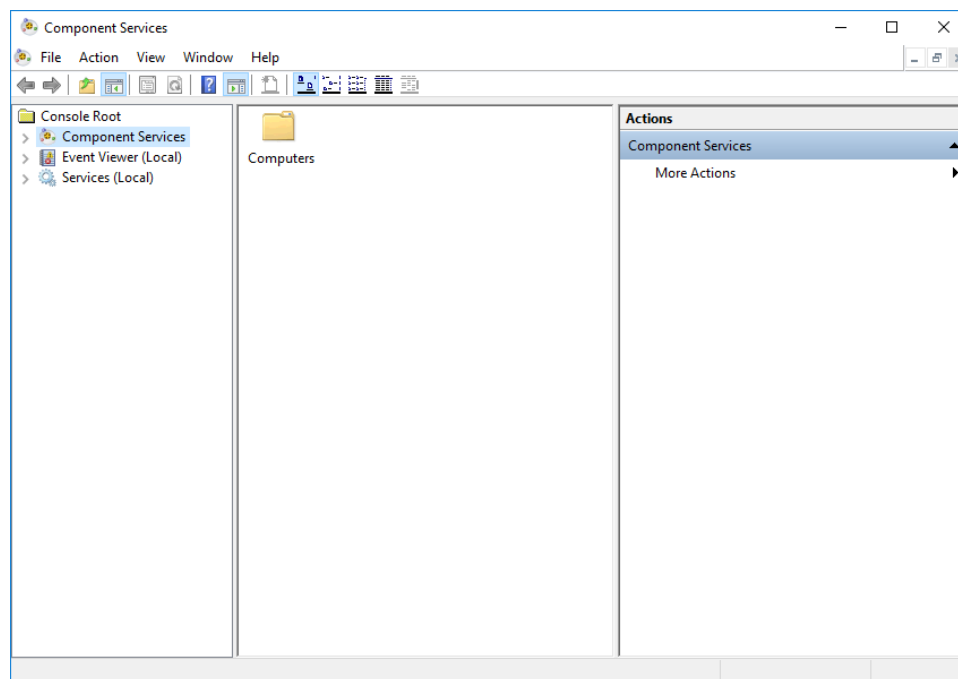 Component Services
File Action View Window Help
Console Root
Component Services
Event Viewer (Local)
Services (Local)
Computers
Actions
Component Services
More Actions